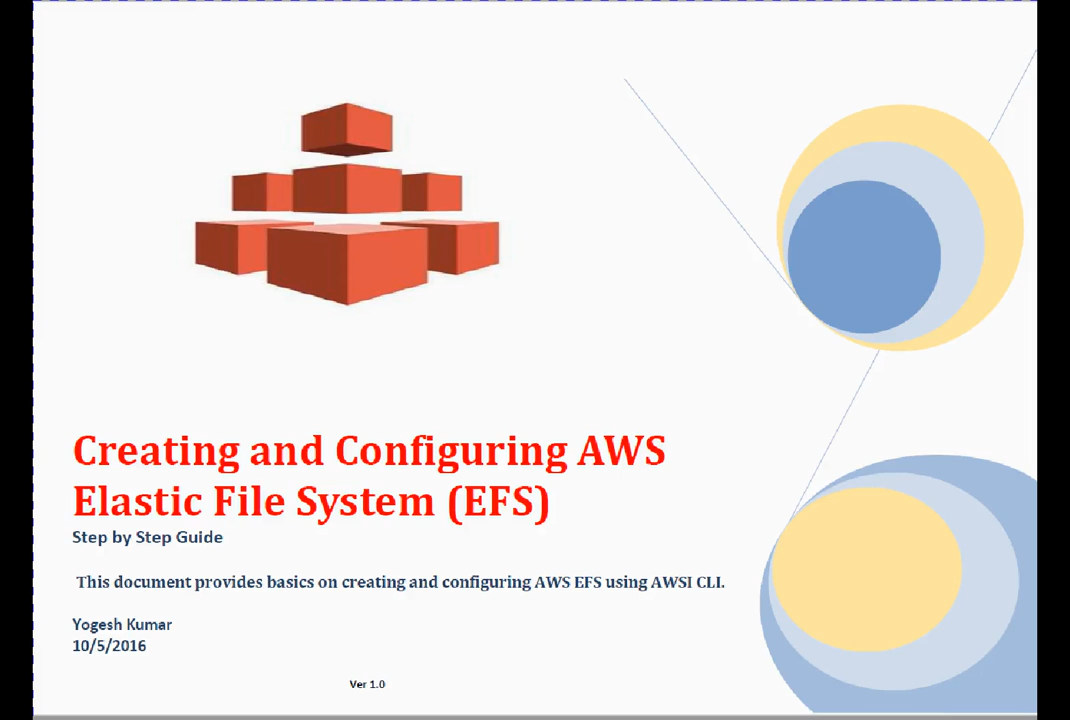 Creating and Configuring AWS
Elastic File System (EFS)
Step by Step Guide
This document provides basics on creating and configuring AWS EFS using AWSI CLI.
Yogesh Kumar
10/5/2016
Ver 1.0